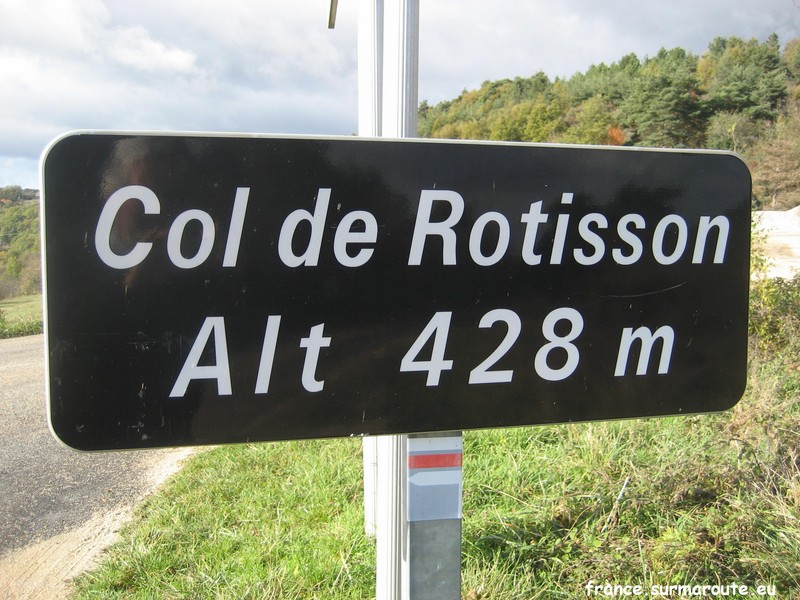 Col de Rotisson
Alt 428 m
france.surmaroute.eu